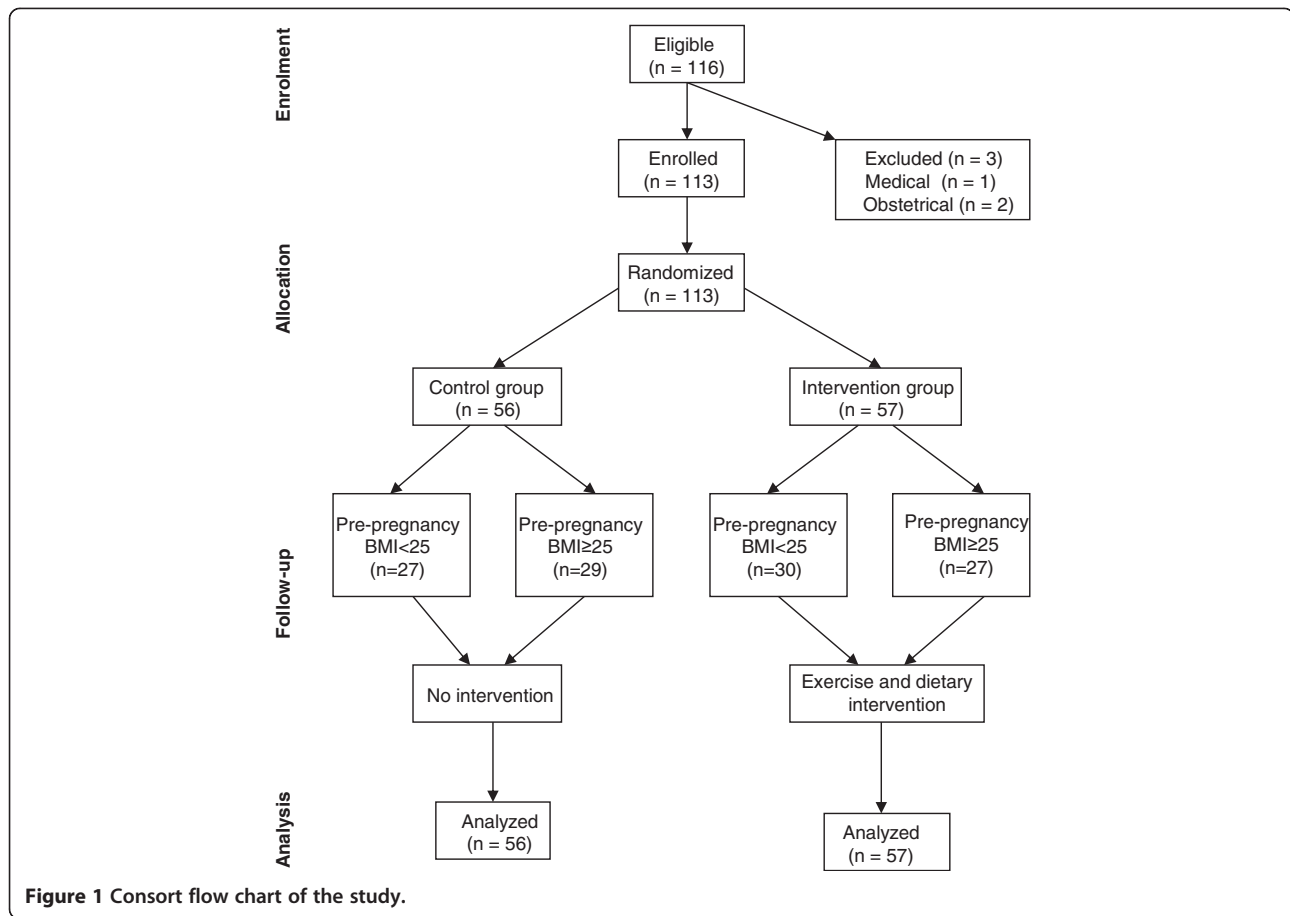 Enrolment
Eligible
(n = 116)
Enrolled
(n = 113)
Excluded (n = 3)
Medical (n = 1)
Obstetrical (n = 2)
Allocation
Randomized
(n = 113)
Control group
(n = 56)
Intervention group
(n = 57)
Follow-up
Pre-pregnancy
BMI<25
(n=27)
Pre-pregnancy
BMI≥25
(n=29)
Pre-pregnancy
BMI<25
(n=30)
Pre-pregnancy
BMI≥25
(n=27)
No intervention
Exercise and dietary
intervention
Analysis
Analyzed
(n = 56)
Analyzed
(n = 57)
Figure 1 Consort flow chart of the study.